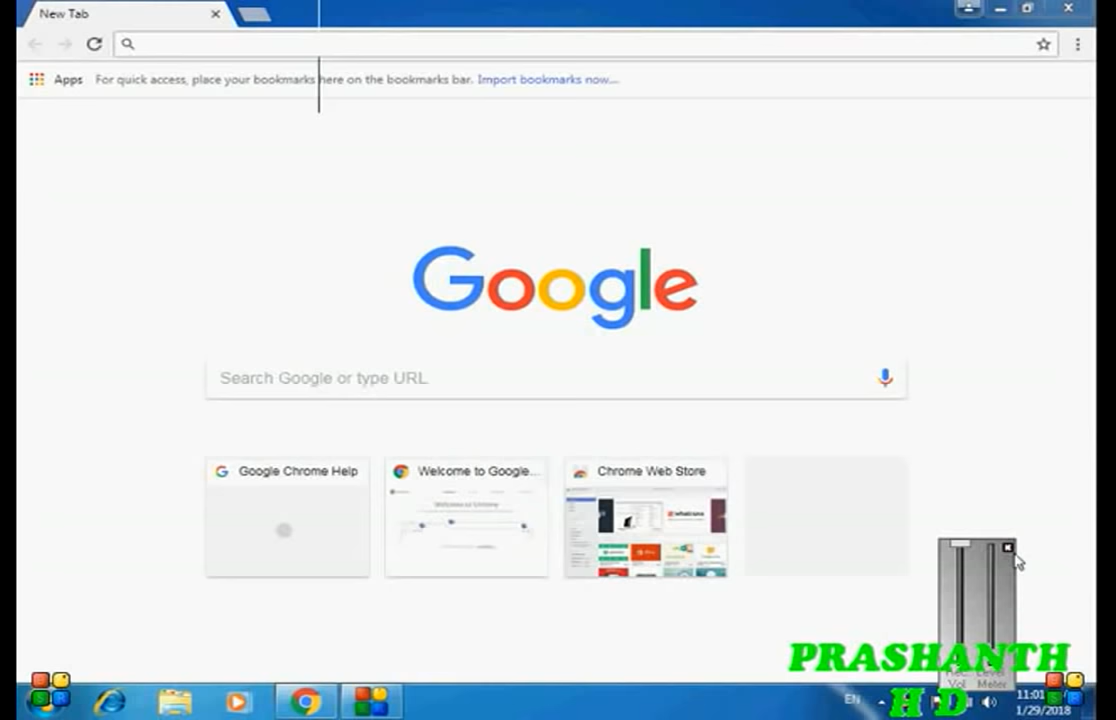 New Tab
Apps For quick access, place your bookmarks here on the bookmarks bar. Import bookmarks now...
Google
Search Google or type URL
Google Chrome Help
Welcome to Google...
Chrome Web Store
PRASHANTH
Vol Meter
EN
H D
11:01
1/29/2018